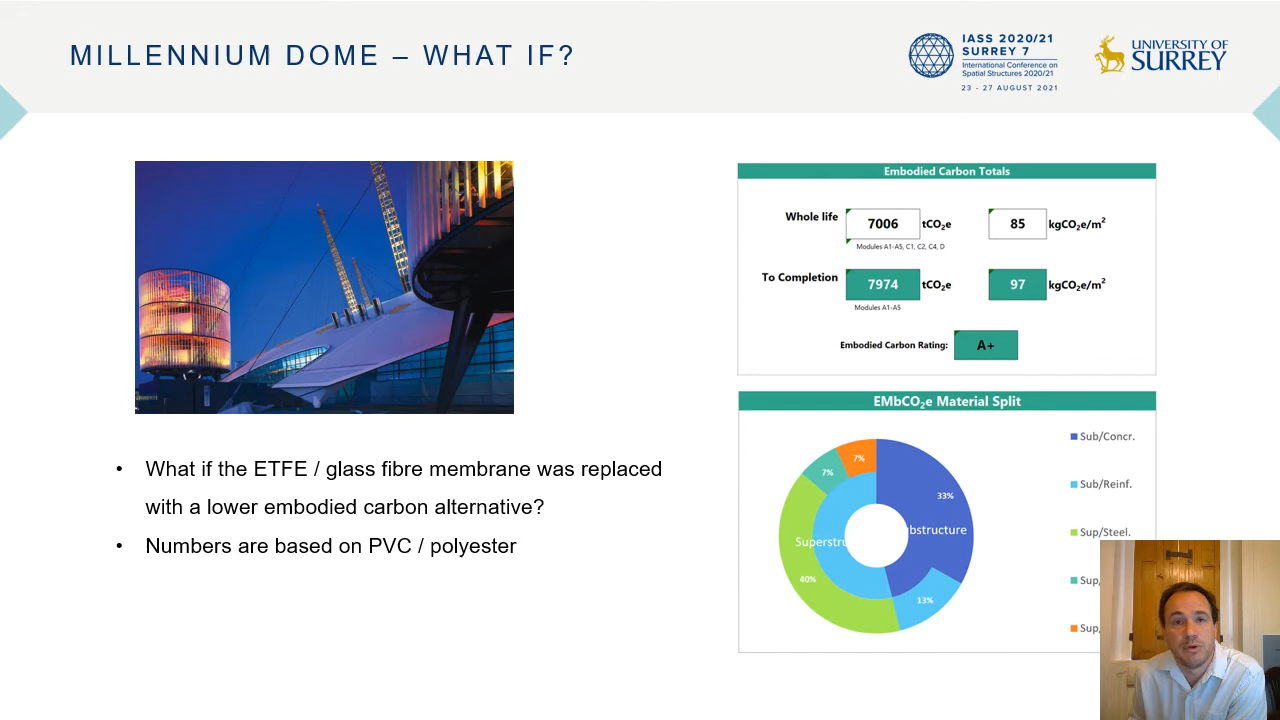 MILLENNIUM DOME – WHAT IF?
IASS 2020/21
SURREY 7
International Conference on
Spatial Structures 2020/21
23 - 27 AUGUST 2021
UNIVERSITY OF
SURREY
• What if the ETFE / glass fibre membrane was replaced
with a lower embodied carbon alternative?
• Numbers are based on PVC / polyester
Embodied Carbon Totals
Whole life 7006 tCO₂e 85 kgCO₂e/m²
Modules A1-A5, C1, C2, C4, D
To Completion 7974 tCO₂e 97 kgCO₂e/m²
Modules A1-A5
Embodied Carbon Rating: A+
EMbCO₂e Material Split
Sub/Concr.
Sub/Reinf.
Sup/Steel.
Sup/
Sup/
7%
7%
33%
bstructure
Superstru
40%
13%